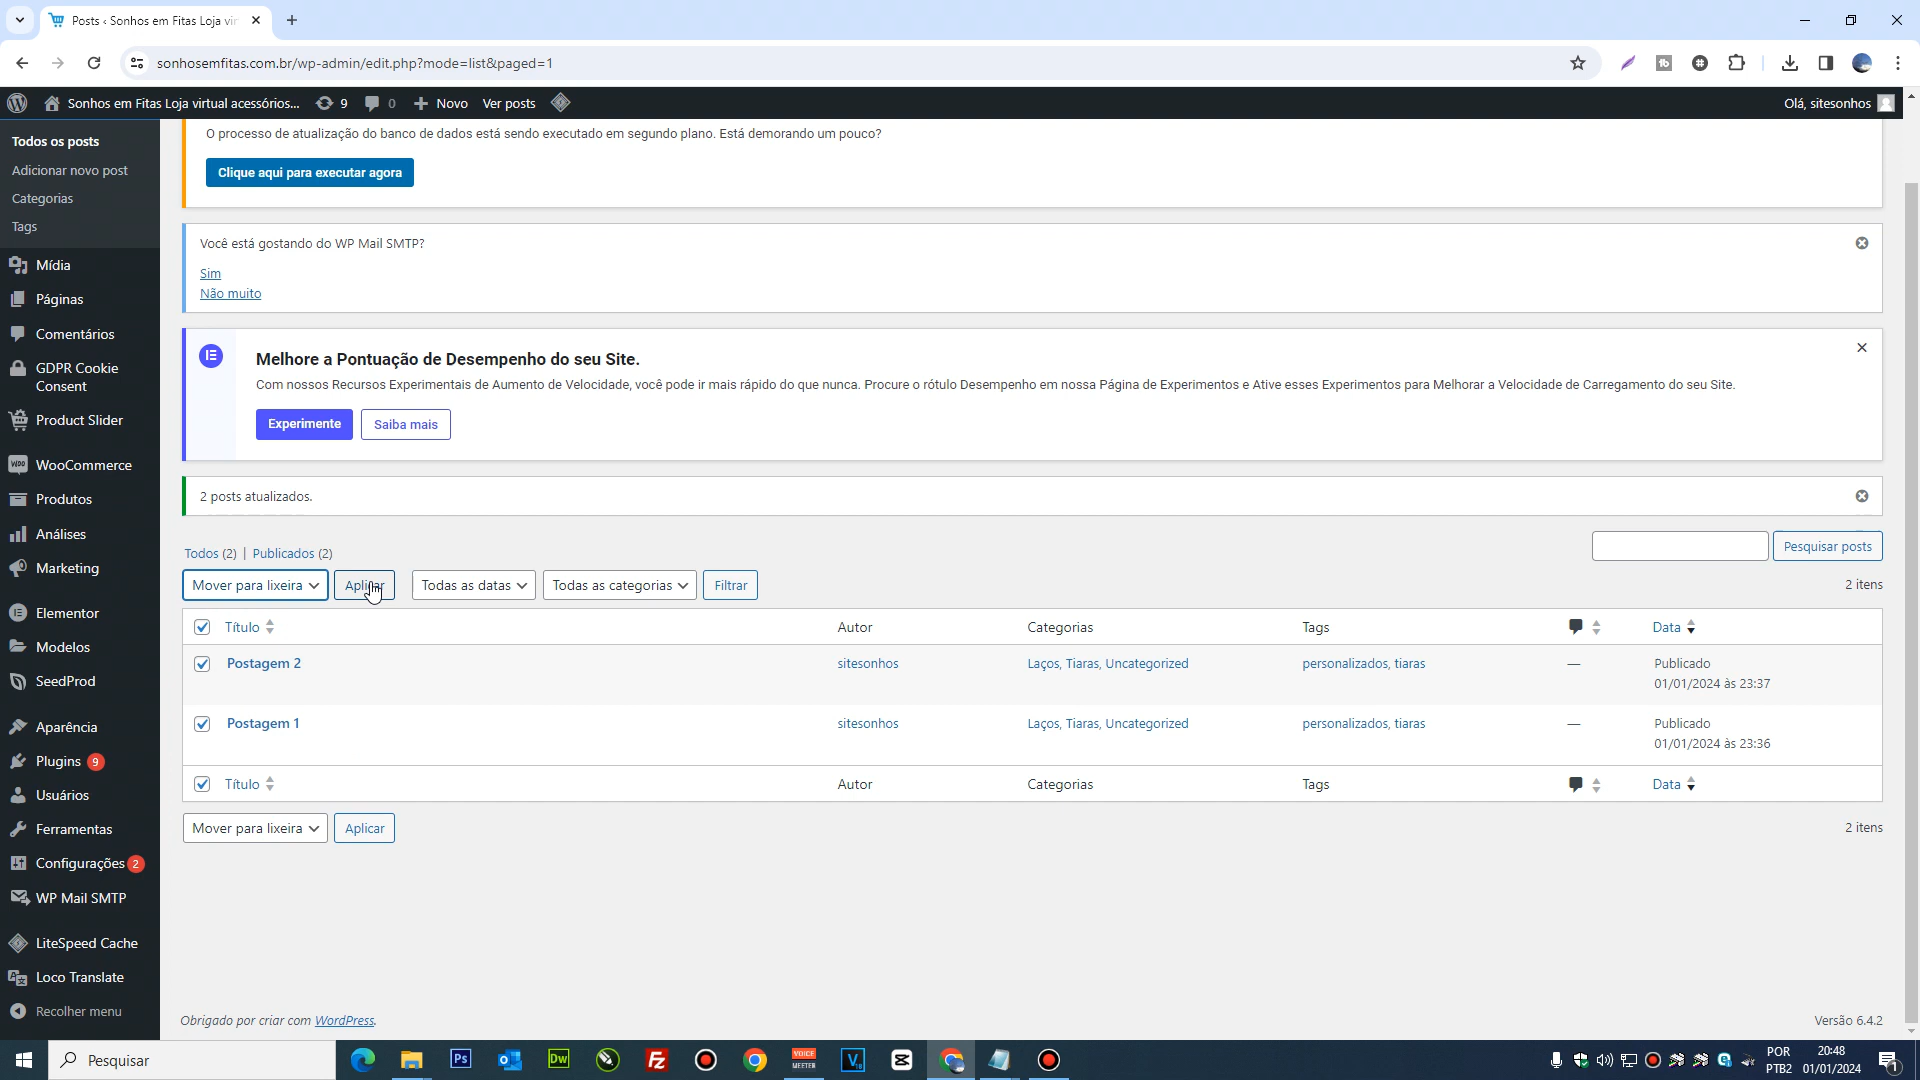 Posts ‹ Sonhos em Fitas Loja vir
sonhosemfitas.com.br/wp-admin/edit.php?mode=list&paged=1
Sonhos em Fitas Loja virtual acessórios...
9
0
Novo
Ver posts
Olá, sitesonhos
Todos os posts
Adicionar novo post
Categorias
Tags
Mídia
Páginas
Comentários
GDPR Cookie
Consent
Product Slider
WooCommerce
Produtos
Análises
Marketing
Elementor
Modelos
SeedProd
Aparência
Plugins 9
Usuários
Ferramentas
Configurações 2
WP Mail SMTP
LiteSpeed Cache
Loco Translate
Recolher menu
O processo de atualização do banco de dados está sendo executado em segundo plano. Está demorando um pouco?
Clique aqui para executar agora
Você está gostando do WP Mail SMTP?
Sim
Não muito
Melhore a Pontuação de Desempenho do seu Site.
Com nossos Recursos Experimentais de Aumento de Velocidade, você pode ir mais rápido do que nunca. Procure o rótulo Desempenho em nossa Página de Experimentos e Ative esses Experimentos para Melhorar a Velocidade de Carregamento do seu Site.
Experimente
Saiba mais
2 posts atualizados.
Todos (2) | Publicados (2)
Pesquisar posts
Mover para lixeira
Aplicar
Todas as datas
Todas as categorias
Filtrar
2 itens
Título
Autor
Categorias
Tags
Data
Postagem 2
sitesonhos
Laços, Tiaras, Uncategorized
personalizados, tiaras
—
Publicado
01/01/2024 às 23:37
Postagem 1
sitesonhos
Laços, Tiaras, Uncategorized
personalizados, tiaras
—
Publicado
01/01/2024 às 23:36
Título
Autor
Categorias
Tags
Data
Mover para lixeira
Aplicar
2 itens
Obrigado por criar com WordPress.
Versão 6.4.2
Pesquisar
Ps
Dw
Fz
VOICE
MEETER
POR
PTB2
20:48
01/01/2024
1